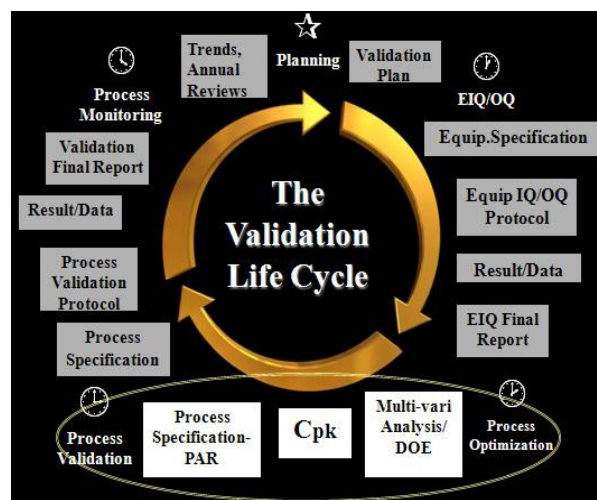 Planning
Validation
Plan
EIQ/OQ
Equip.Specification
Equip IQ/OQ
Protocol
Result/Data
EIQ Final
Report
Process
Optimization
Multi-vari
Analysis/
DOE
Cpk
Process
Specification-
PAR
Process
Validation
Process
Specification
Process
Validation
Protocol
Result/Data
Validation
Final Report
Process
Monitoring
Trends,
Annual
Reviews
The
Validation
Life Cycle